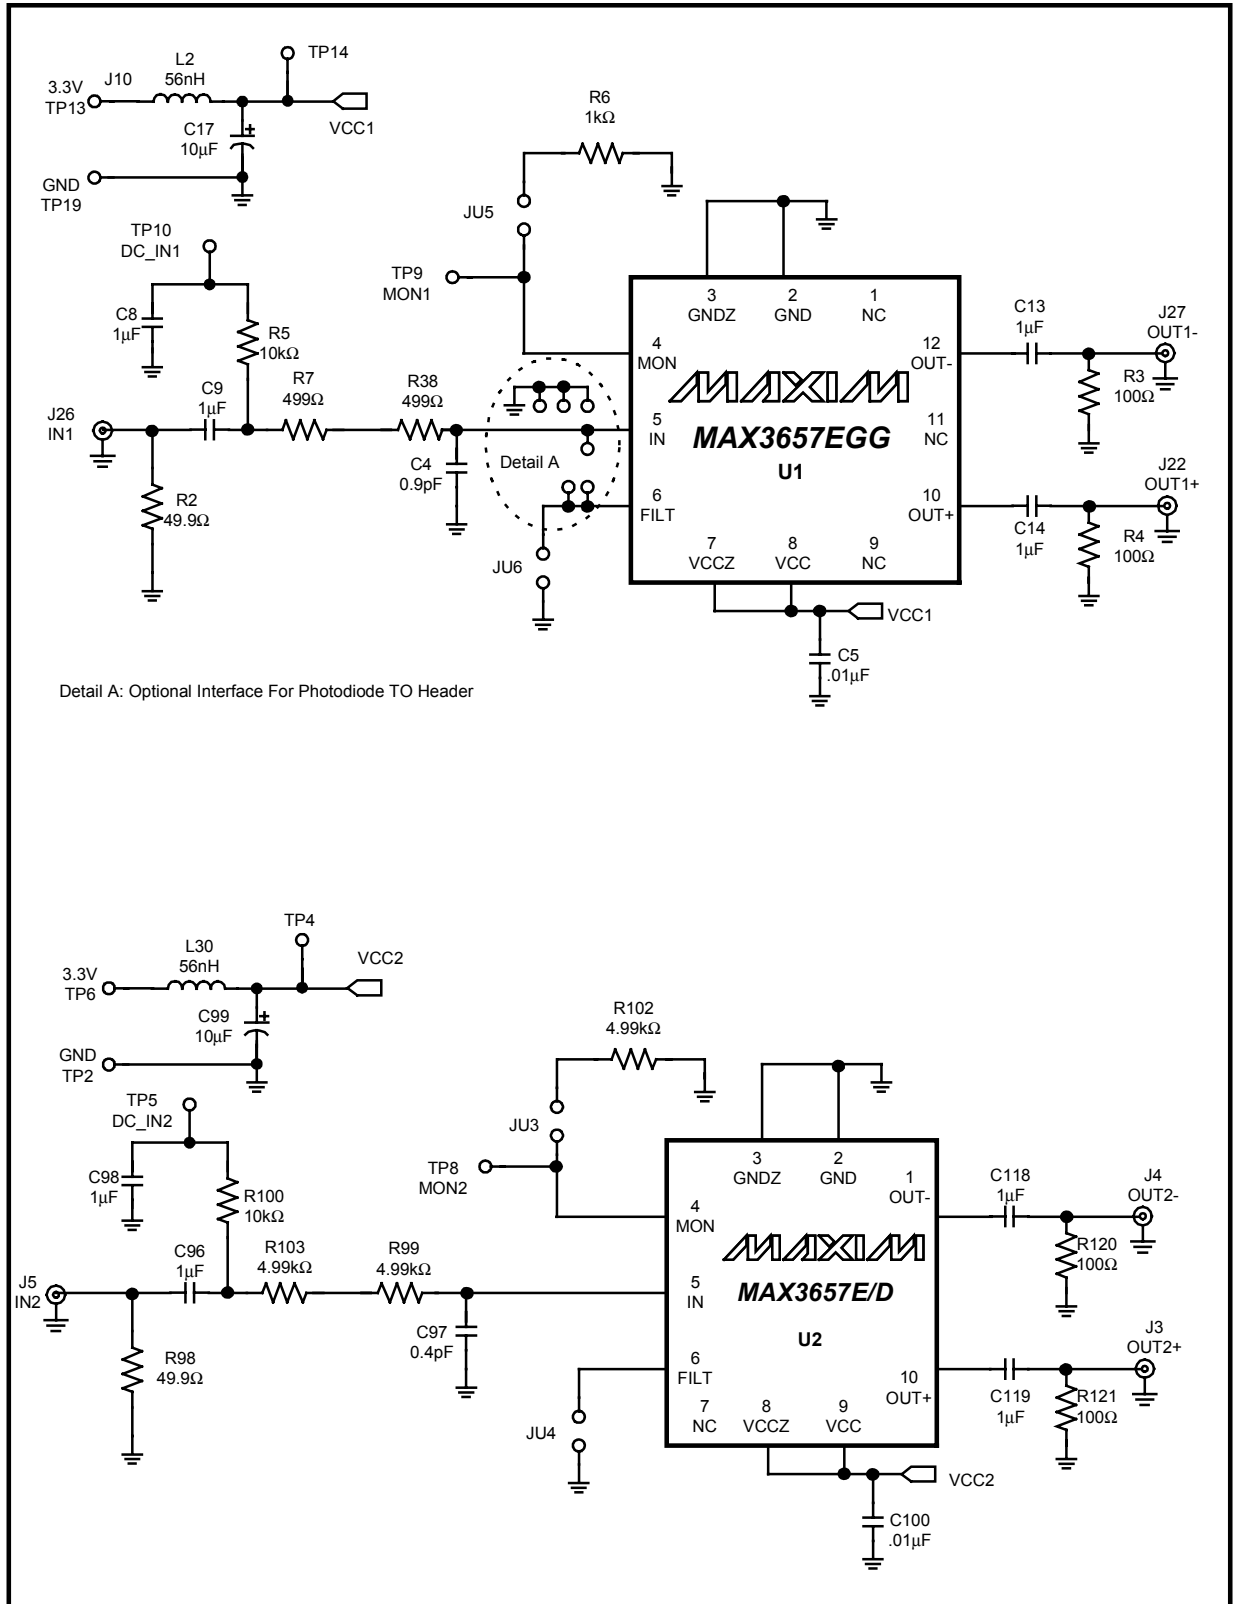 L2
56nH
J10
3.3V
TP13
TP14
VCC1
C17
10µF
+
GND
TP19
R6
1kΩ
JU5
TP10
DC_IN1
TP9
MON1
C8
1µF
R5
10kΩ
C9
1µF
R7
499Ω
R38
499Ω
J26
IN1
C4
0.9pF
Detail A
R2
49.9Ω
JU6
3
GNDZ
2
GND
1
NC
4
MON
12
OUT-
MAXIM
5
IN
11
NC
MAX3657EGG
U1
6
FILT
10
OUT+
7
VCCZ
8
VCC
9
NC
C13
1µF
J27
OUT1-
R3
100Ω
J22
OUT1+
C14
1µF
R4
100Ω
VCC1
C5
.01µF
Detail A: Optional Interface For Photodiode TO Header
TP4
L30
56nH
VCC2
3.3V
TP6
C99
10µF
+
GND
TP2
R102
4.99kΩ
TP5
DC_IN2
JU3
TP8
MON2
C98
1µF
R100
10kΩ
C96
1µF
R103
4.99kΩ
R99
4.99kΩ
J5
IN2
C97
0.4pF
R98
49.9Ω
JU4
3
GNDZ
2
GND
1
OUT-
4
MON
MAXIM
5
IN
MAX3657E/D
U2
6
FILT
10
OUT+
7
NC
8
VCCZ
9
VCC
C118
1µF
J4
OUT2-
R120
100Ω
J3
OUT2+
C119
1µF
R121
100Ω
VCC2
C100
.01µF